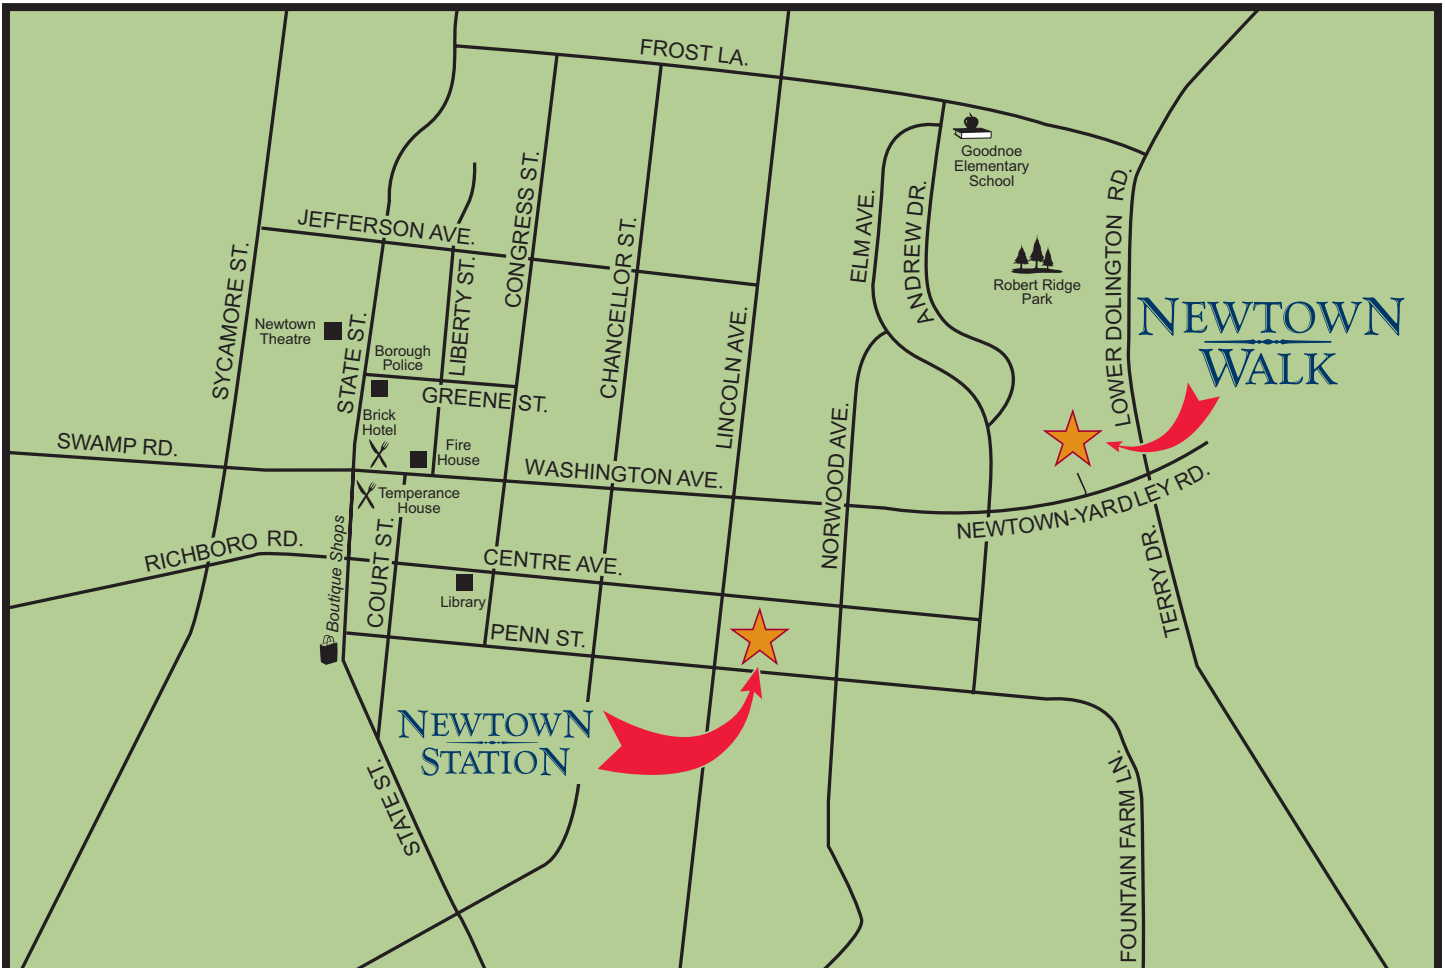 FROST LA.
Goodnoe
Elementary
School
JEFFERSON AVE.
CONGRESS ST.
CHANCELLOR ST.
ELM AVE.
ANDREW DR.
LOWER DOLINGTON RD.
Robert Ridge
Park
SYCAMORE ST.
LIBERTY ST.
LINCOLN AVE.
NEWTOWN
WALK
Newtown
Theatre
STATE ST.
Borough
Police
GREENE ST.
Brick
Hotel
Fire
House
SWAMP RD.
WASHINGTON AVE.
NORWOOD AVE.
NEWTOWN-YARDLEY RD.
Temperance
House
Boutique Shops
COURT ST.
RICHBORO RD.
CENTRE AVE.
Library
PENN ST.
TERRY DR.
NEWTOWN
STATION
STATE ST.
FOUNTAIN FARM LN.